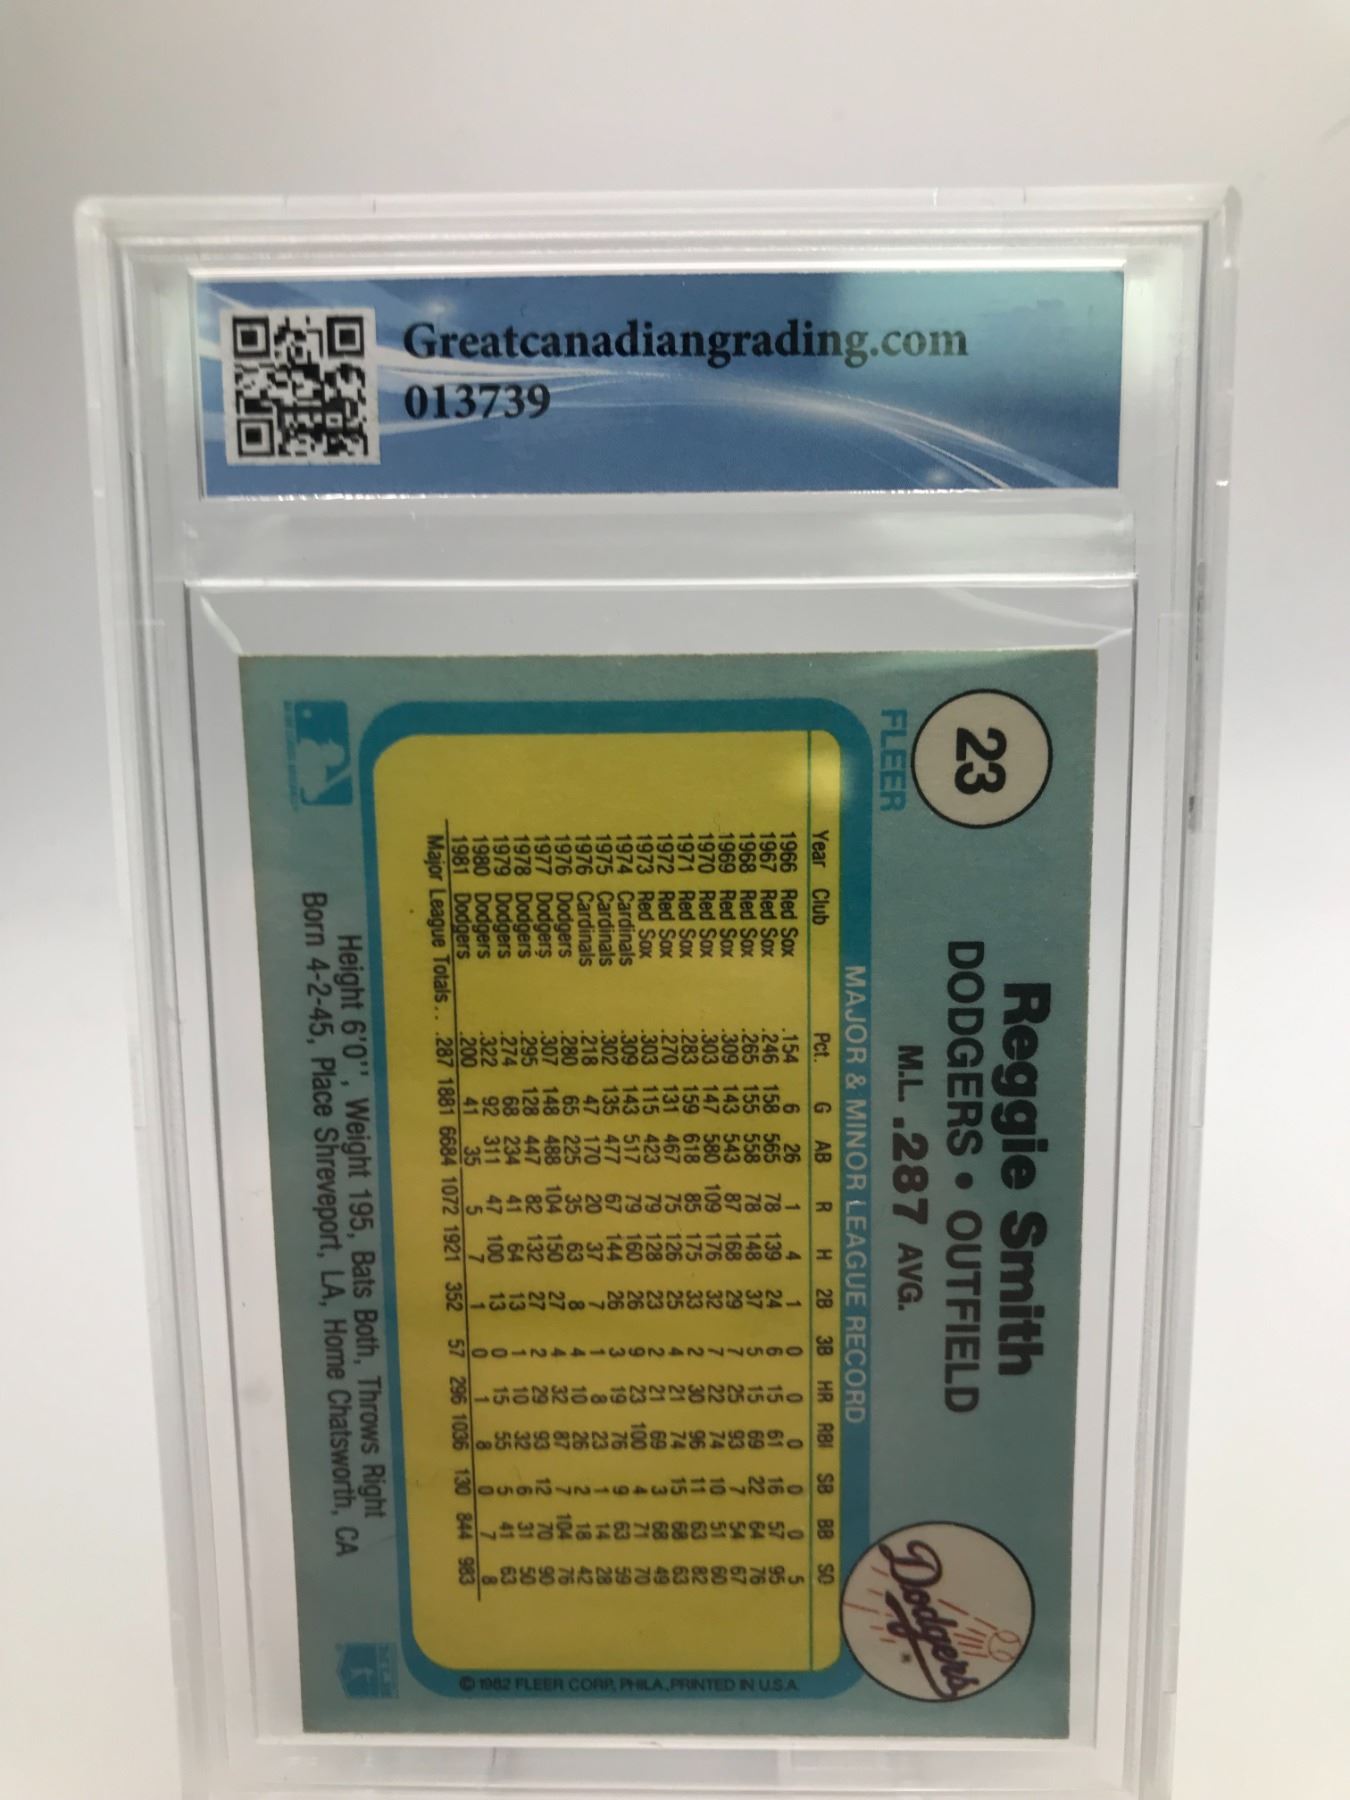 Greatcanadiangrading.com
013739
23
FLEER
Reggie Smith
DODGERS • OUTFIELD
M.L. .287 AVG.
Dodgers
MAJOR & MINOR LEAGUE RECORD
Year Club Pct. G AB R H 2B 3B HR RBI SB BB SO
1966 Red Sox .154 6 26 1 4 1 0 0 0 0 0 5
1967 Red Sox .246 158 565 78 139 24 6 15 61 16 57 95
1968 Red Sox .265 155 558 78 148 37 5 15 69 22 64 76
1969 Red Sox .309 143 543 87 168 29 7 25 93 7 54 67
1970 Red Sox .303 147 580 109 176 32 7 22 74 10 51 60
1971 Red Sox .283 159 618 85 175 33 2 30 96 11 63 82
1972 Red Sox .270 131 467 75 126 25 4 21 74 15 68 63
1973 Red Sox .303 115 423 79 128 23 2 21 69 3 68 49
1974 Cardinals .309 143 517 79 160 26 9 23 100 4 71 70
1975 Cardinals .302 135 477 67 144 26 3 19 76 9 63 59
1976 Cardinals .218 47 170 20 37 7 1 8 23 1 14 28
1976 Dodgers .280 65 225 35 63 8 4 10 26 2 18 42
1977 Dodgers .307 148 488 104 150 27 4 32 87 7 104 76
1978 Dodgers .295 128 447 82 132 27 2 29 93 12 70 90
1979 Dodgers .274 68 234 41 64 13 1 10 32 6 31 50
1980 Dodgers .322 92 311 47 100 13 0 15 55 5 41 63
1981 Dodgers .200 41 35 5 7 1 0 1 8 0 7 8
Major League Totals.. .287 1881 6684 1072 1921 352 57 296 1036 130 844 983
Height 6'0'', Weight 195, Bats Both, Throws Right
Born 4-2-45, Place Shreveport, LA, Home Chatsworth, CA
© 1982 FLEER CORP, PHILA., PRINTED IN U.S.A.